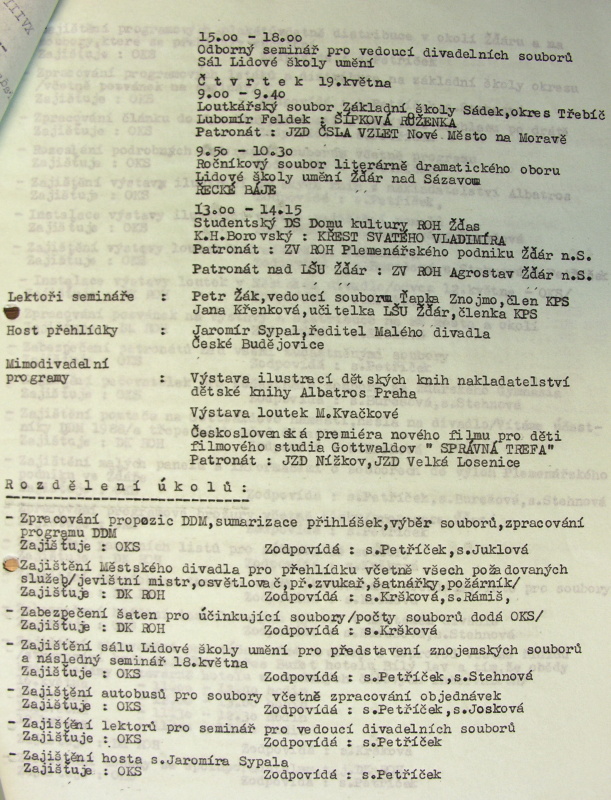 15.00 - 18.00
Odborný seminář pro vedoucí divadelních souborů
Sál Lidové školy umění
Č t v r t e k  19.května
9.00 - 9.40
Loutkářský soubor Základní školy Sádek,okres Třebíč
Lubomír Feldek : ŠÍPKOVÁ RŮŽENKA
Patronát : JZD ČSLA VZLET Nové Město na Moravě
9.50 - 10.30
Ročníkový soubor literárně dramatického oboru
Lidové školy umění Žďár nad Sázavou
ŘECKÉ BÁJE
13.00 - 14.15
Studentský DS Domu kultury ROH Žďas
K.H.Borovský : KŘEST SVATÉHO VLADIMÍRA
Patronát : ZV ROH Plemenářského podniku Žďár n.S.
Patronát nad LŠU Žďár : ZV ROH Agrostav Žďár n.S.
Lektoři semináře : Petr Žák,vedoucí souboru Ťapka Znojmo,člen KPS
Jana Křenková,učitelka LŠU Žďár,členka KPS
Host přehlídky : Jaromír Sypal,ředitel Malého divadla
České Budějovice
Mimodivadelní
programy : Výstava ilustrací dětských knih nakladatelství
dětské knihy Albatros Praha
Výstava loutek M.Kvačkové
Československá premiéra nového filmu pro děti
filmového studia Gottwaldov " SPRÁVNÁ TREFA"
Patronát : JZD Nížkov,JZD Velká Losenice
R o z d ě l e n í  ú k o l ů :
- Zpracování propozic DDM,sumarizace přihlášek,výběr souborů,zpracování
programu DDM
Zajišťuje : OKS Zodpovídá : s.Petříček,s.Juklová
- Zajištění Městského divadla pro přehlídku včetně všech požadovaných
služeb/jevištní mistr,osvětlovač,př.zvukař,šatnářky,požárník/
Zajišťuje : DK ROH Zodpovídá : s.Kršková,s.Rámiš,
- Zabezpečení šaten pro účinkující soubory/počty souborů dodá OKS/
Zajišťuje : DK ROH Zodpovídá : s.Kršková
- Zajištění sálu Lidové školy umění pro představení znojemských souborů
a následný seminář 18.května
Zajišťuje : OKS Zodpovídá : s.Petříček,s.Stehnová
- Zajištění autobusů pro soubory včetně zpracování objednávek
Zajišťuje : OKS Zodpovídá : s.Petříček,s.Josková
- Zajištění lektorů pro seminář pro vedoucí divadelních souborů
Zajišťuje : OKS Zodpovídá : s.Petříček
- Zajištění hosta s.Jaromíra Sypala
Zajišťuje : OKS Zodpovídá : s.Petříček